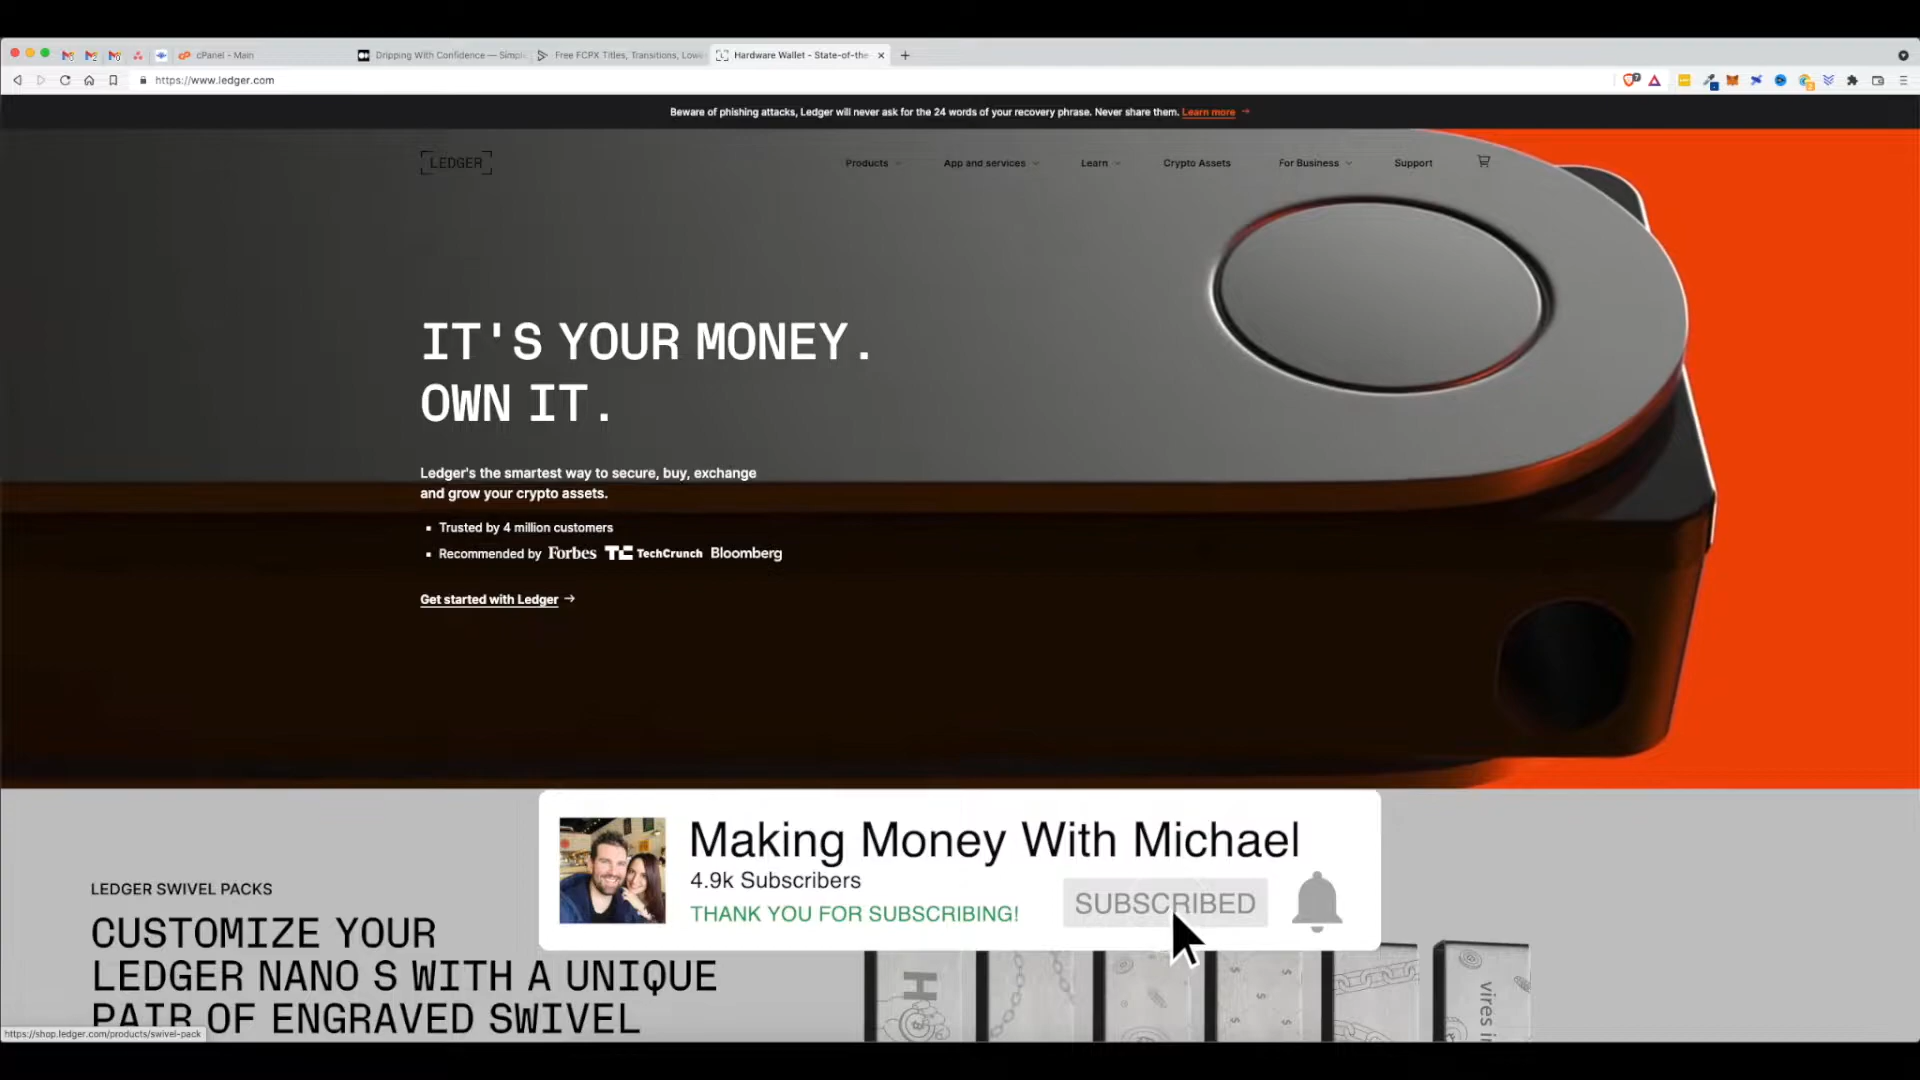 cPanel - Main
Dripping With Confidence — Simple
Free FCPX Titles, Transitions, Low
Hardware Wallet - State-of-the
https://www.ledger.com
Beware of phishing attacks, Ledger will never ask for the 24 words of your recovery phrase. Never share them. Learn more →
LEDGER
Products
App and services
Learn
Crypto Assets
For Business
Support
IT'S YOUR MONEY.
OWN IT.
Ledger's the smartest way to secure, buy, exchange
and grow your crypto assets.
Trusted by 4 million customers
Recommended by Forbes TC TechCrunch Bloomberg
Get started with Ledger →
Making Money With Michael
4.9k Subscribers
THANK YOU FOR SUBSCRIBING!
SUBSCRIBED
LEDGER SWIVEL PACKS
CUSTOMIZE YOUR
LEDGER NANO S WITH A UNIQUE
PAIR OF ENGRAVED SWIVEL
vires i
https://shop.ledger.com/products/swivel-pack